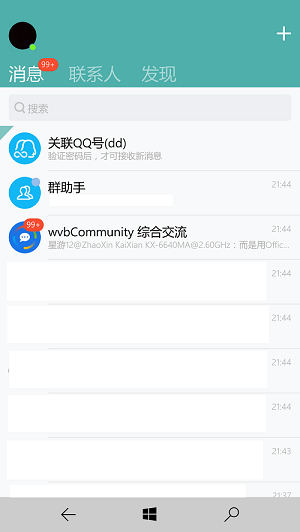 99+
消息 联系人 发现
搜索
关联QQ号(dd)
验证密码后，才可接收新消息
群助手 21:44
99+
wvbCommunity 综合交流 21:44
星游12@ZhaoXin KaiXian KX-6640MA@2.60GHz：而是用Offic...
21:44
21:44
21:44
21:44
21:43
21:37